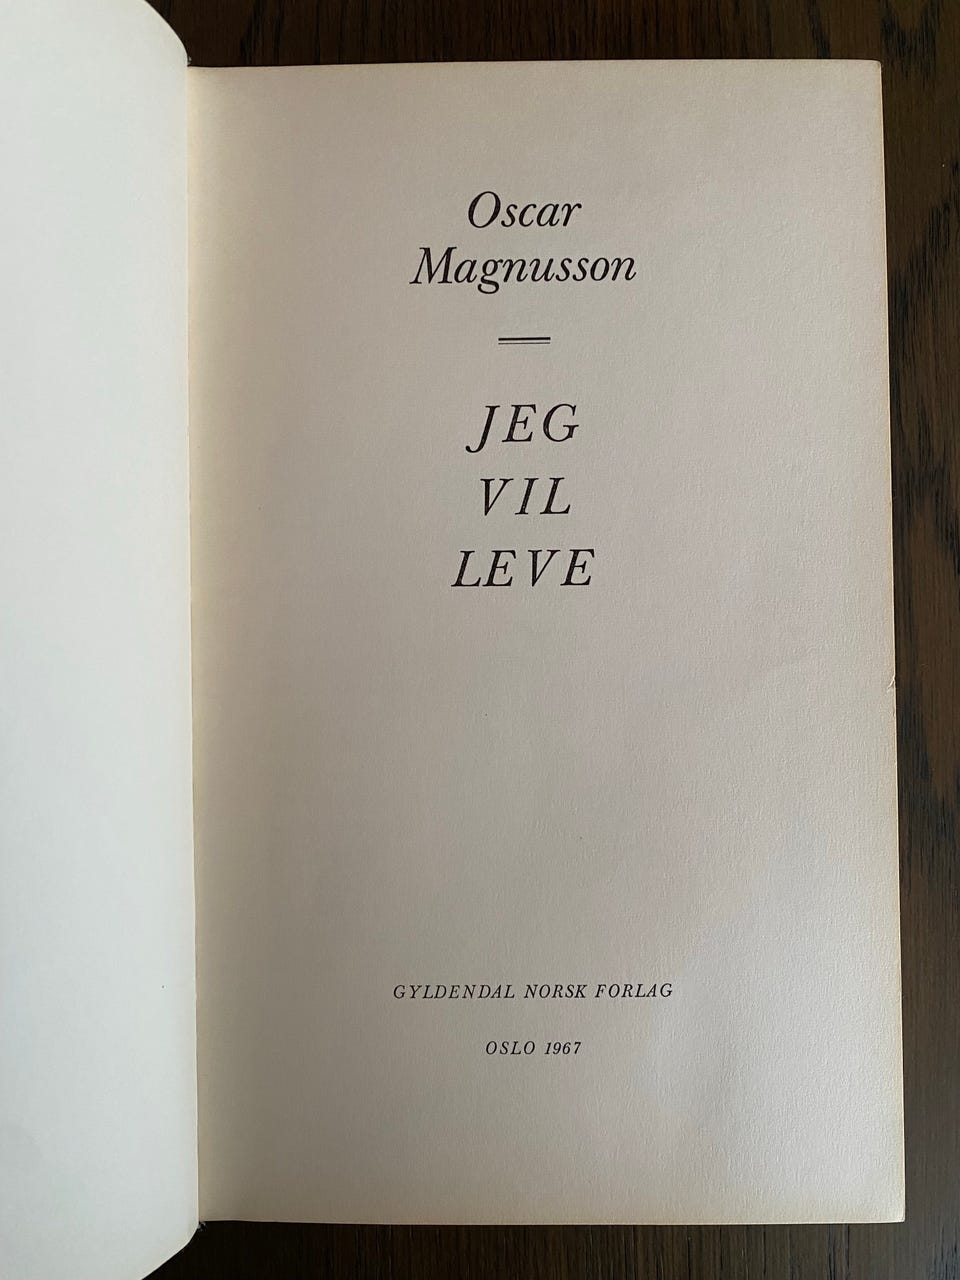 Oscar
Magnusson
JEG
VIL
LEVE
GYLDENDAL NORSK FORLAG
OSLO 1967